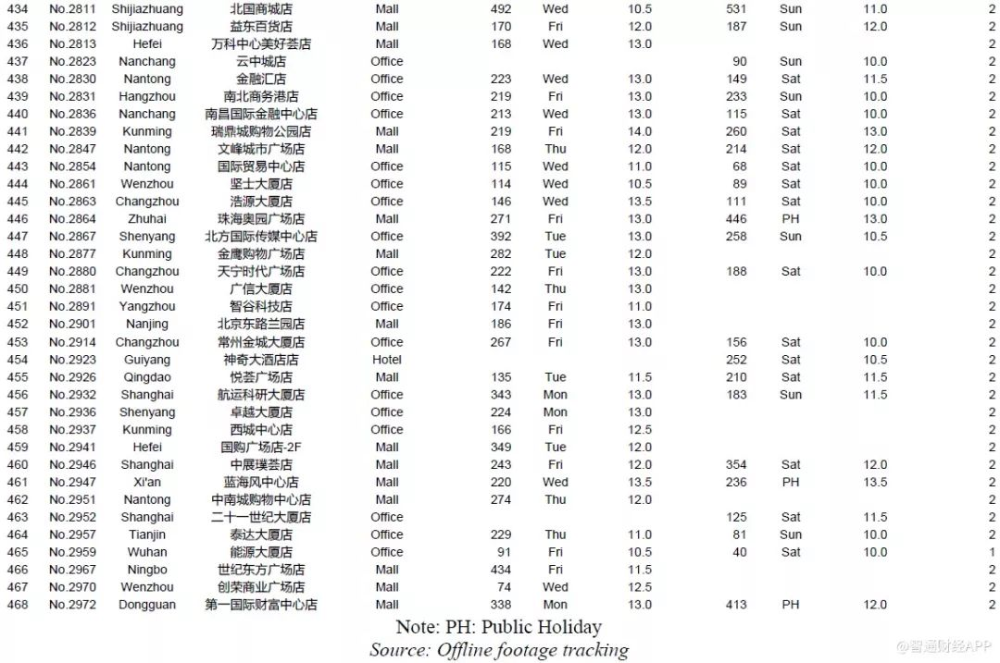 434 No.2811 Shijiazhuang 北国商城店 Mall 492 Wed 10.5 531 Sun 11.0 2
435 No.2812 Shijiazhuang 益东百货店 Mall 170 Fri 12.0 187 Sun 12.0 2
436 No.2813 Hefei 万科中心美好荟店 Mall 168 Wed 13.0 2
437 No.2823 Nanchang 云中城店 Office 90 Sun 10.0 2
438 No.2830 Nantong 金融汇店 Office 223 Wed 13.0 149 Sat 11.5 2
439 No.2831 Hangzhou 南北商务港店 Office 219 Fri 13.0 233 Sun 10.0 2
440 No.2836 Nanchang 南昌国际金融中心店 Office 213 Wed 13.0 115 Sat 10.0 2
441 No.2839 Kunming 瑞鼎城购物公园店 Mall 219 Fri 14.0 260 Sat 13.0 2
442 No.2847 Nantong 文峰城市广场店 Mall 168 Thu 12.0 214 Sat 12.0 2
443 No.2854 Nantong 国际贸易中心店 Office 115 Wed 11.0 68 Sat 10.0 2
444 No.2861 Wenzhou 坚士大厦店 Office 114 Wed 10.5 89 Sat 10.0 2
445 No.2863 Changzhou 浩源大厦店 Office 146 Wed 13.5 111 Sat 10.0 2
446 No.2864 Zhuhai 珠海奥园广场店 Mall 271 Fri 13.0 446 PH 13.0 2
447 No.2867 Shenyang 北方国际传媒中心店 Office 392 Tue 13.0 258 Sun 10.5 2
448 No.2877 Kunming 金鹰购物广场店 Mall 282 Tue 12.0 2
449 No.2880 Changzhou 天宁时代广场店 Office 222 Fri 13.0 188 Sat 10.0 2
450 No.2881 Wenzhou 广信大厦店 Office 142 Thu 13.0 2
451 No.2891 Yangzhou 智谷科技店 Office 174 Fri 11.0 2
452 No.2901 Nanjing 北京东路兰园店 Mall 186 Fri 13.0 2
453 No.2914 Changzhou 常州金城大厦店 Office 267 Fri 13.0 156 Sat 10.0 2
454 No.2923 Guiyang 神奇大酒店店 Hotel 252 Sat 10.5 2
455 No.2926 Qingdao 悦荟广场店 Mall 135 Tue 11.5 210 Sat 11.5 2
456 No.2932 Shanghai 航运科研大厦店 Office 343 Mon 13.0 183 Sun 11.5 2
457 No.2936 Shenyang 卓越大厦店 Office 224 Mon 13.0 2
458 No.2937 Kunming 西城中心店 Office 166 Fri 12.5 2
459 No.2941 Hefei 国购广场店-2F Mall 349 Tue 12.0 2
460 No.2946 Shanghai 中展璞荟店 Mall 243 Fri 12.0 354 Sat 12.0 2
461 No.2947 Xi'an 蓝海风中心店 Mall 220 Wed 13.5 236 PH 13.5 2
462 No.2951 Nantong 中南城购物中心店 Mall 274 Thu 12.0 2
463 No.2952 Shanghai 二十一世纪大厦店 Office 125 Sat 11.5 2
464 No.2957 Tianjin 泰达大厦店 Office 229 Thu 11.0 81 Sun 10.0 2
465 No.2959 Wuhan 能源大厦店 Office 91 Fri 10.5 40 Sat 10.0 1
466 No.2967 Ningbo 世纪东方广场店 Mall 434 Fri 11.5 2
467 No.2970 Wenzhou 创荣商业广场店 Mall 74 Wed 12.5 2
468 No.2972 Dongguan 第一国际财富中心店 Mall 338 Mon 13.0 413 PH 12.0 2
Note: PH: Public Holiday
Source: Offline footage tracking
@智通财经APP